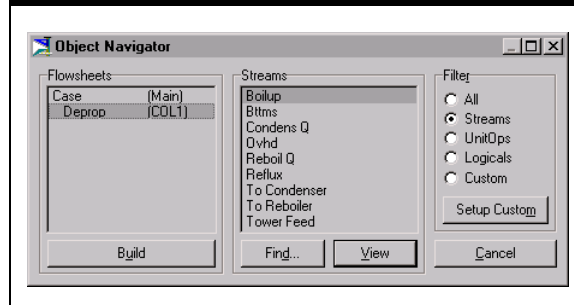 Object Navigator
Flowsheets
Case (Main)
Deprop (COL1)
Build
Streams
Boilup
Bttms
Condens Q
Ovhd
Reboil Q
Reflux
To Condenser
To Reboiler
Tower Feed
Find...
View
Filter
All
Streams
UnitOps
Logicals
Custom
Setup Custom
Cancel